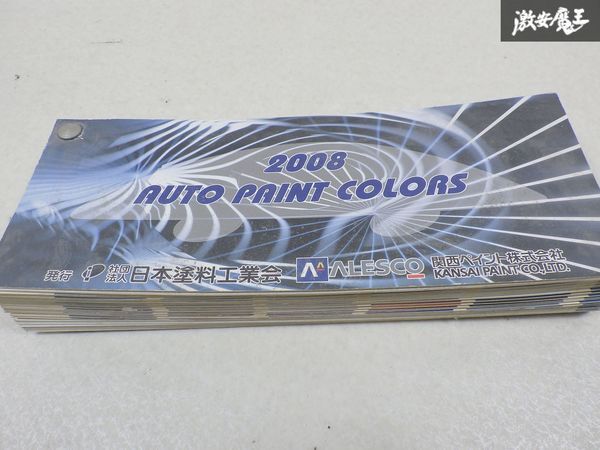 激安魔王
2008
AUTO PAINT COLORS
発行 社団法人 日本塗料工業会 ALESCO 関西ペイント株式会社
KANSAI PAINT CO.,LTD.